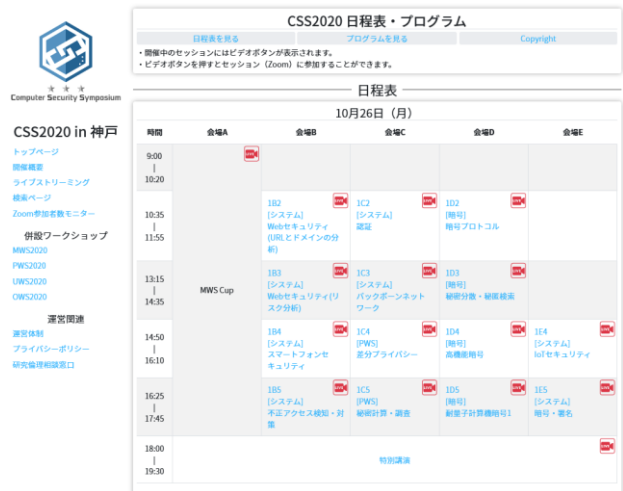 Computer Security Symposium
CSS2020 in 神戸
トップページ
開催概要
ライブストリーミング
検索ページ
Zoom参加者数モニター
併設ワークショップ
MWS2020
PWS2020
UWS2020
OWS2020
運営関連
運営体制
プライバシーポリシー
研究倫理相談窓口
CSS2020 日程表・プログラム
日程表を見る
プログラムを見る
Copyright
・開催中のセッションにはビデオボタンが表示されます。
・ビデオボタンを押すとセッション（Zoom）に参加することができます。
日程表
10月26日（月）
時間 会場A 会場B 会場C 会場D 会場E
9:00
|
10:20
10:35
|
11:55
1B2
[システム]
Webセキュリティ
(URLとドメインの分
析)
1C2
[システム]
認証
1D2
[暗号]
暗号プロトコル
13:15
|
14:35
MWS Cup
1B3
[システム]
Webセキュリティ(リ
スク分析)
1C3
[システム]
バックボーンネット
ワーク
1D3
[暗号]
秘密分散・秘匿検索
14:50
|
16:10
1B4
[システム]
スマートフォンセ
キュリティ
1C4
[PWS]
差分プライバシー
1D4
[暗号]
高機能暗号
1E4
[システム]
IoTセキュリティ
16:25
|
17:45
1B5
[システム]
不正アクセス検知・対
策
1C5
[PWS]
秘密計算・調査
1D5
[暗号]
耐量子計算機暗号1
1E5
[システム]
暗号・署名
18:00
|
19:30
特別講演